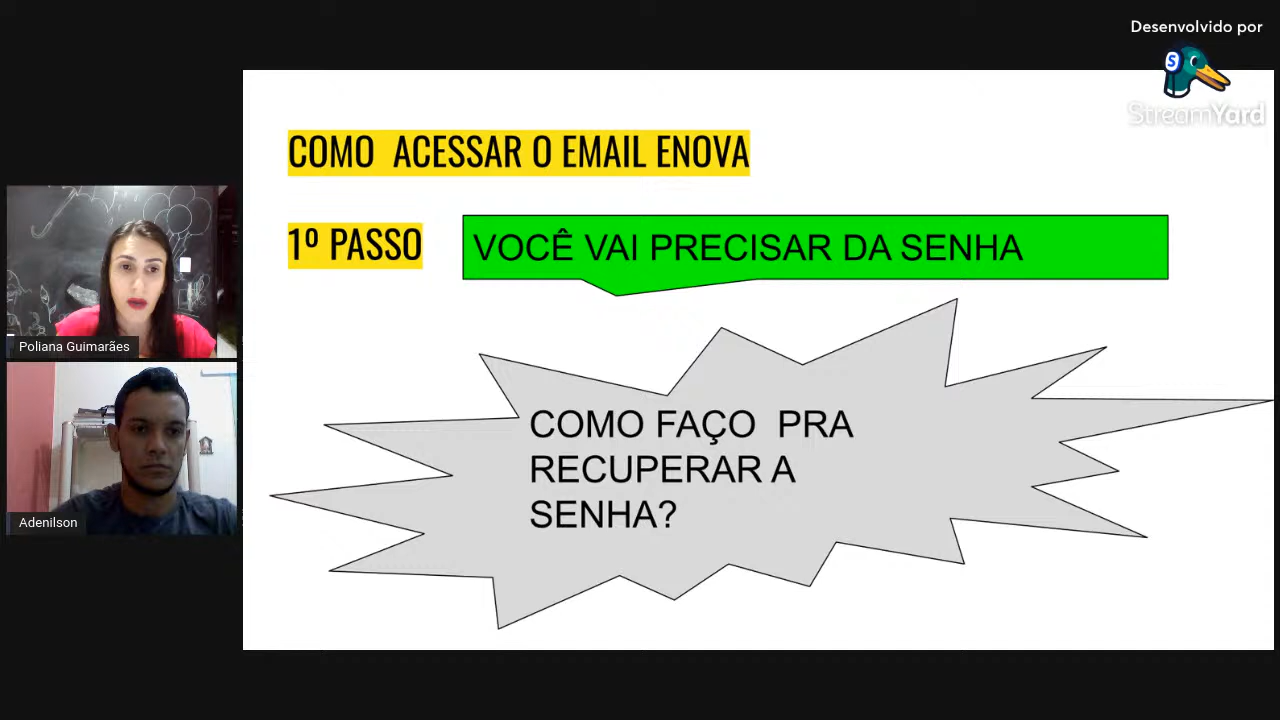 Desenvolvido por
StreamYard
COMO ACESSAR O EMAIL ENOVA
1º PASSO
VOCÊ VAI PRECISAR DA SENHA
COMO FAÇO PRA
RECUPERAR A
SENHA?
Poliana Guimarães
Adenilson